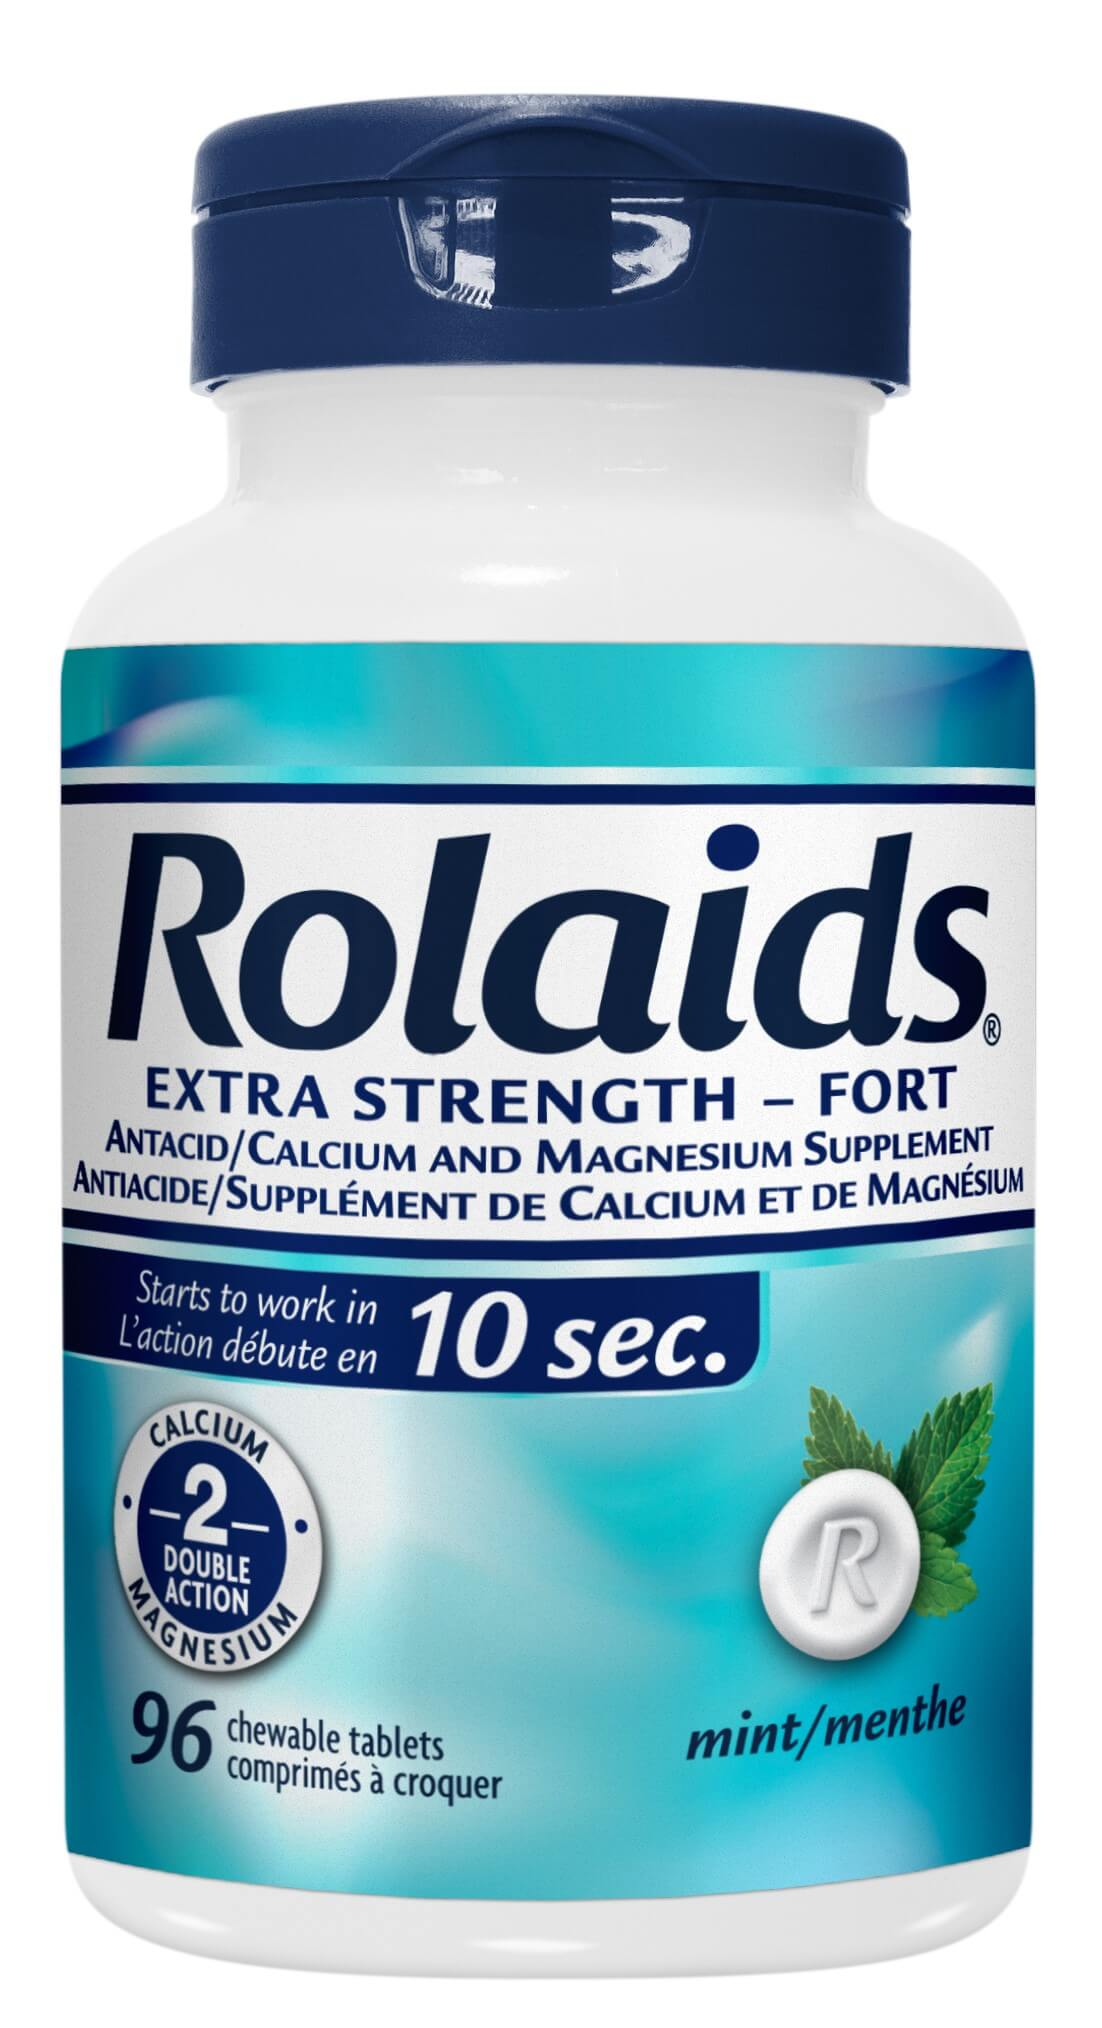 Rolaids®
EXTRA STRENGTH – FORT
ANTACID/CALCIUM AND MAGNESIUM SUPPLEMENT
ANTIACIDE/SUPPLÉMENT DE CALCIUM ET DE MAGNÉSIUM
Starts to work in
L'action débute en
10 sec.
CALCIUM
2
DOUBLE
ACTION
MAGNESIUM
R
96
chewable tablets
comprimés à croquer
mint/menthe